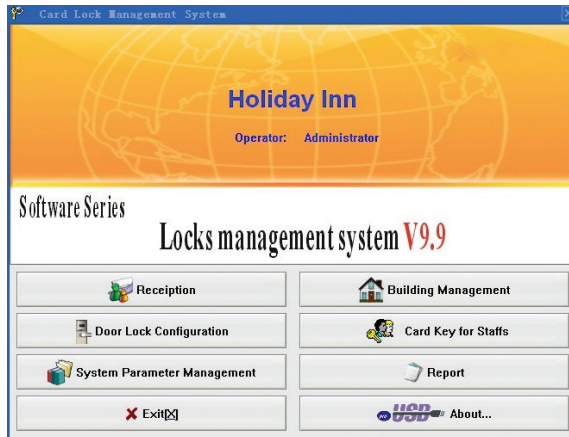 Card Lock Management System
Holiday Inn
Operator: Administrator
Software Series
Locks management system V9.9
Receiption
Building Management
Door Lock Configuration
Card Key for Staffs
System Parameter Management
Report
Exit[X]
USB About...